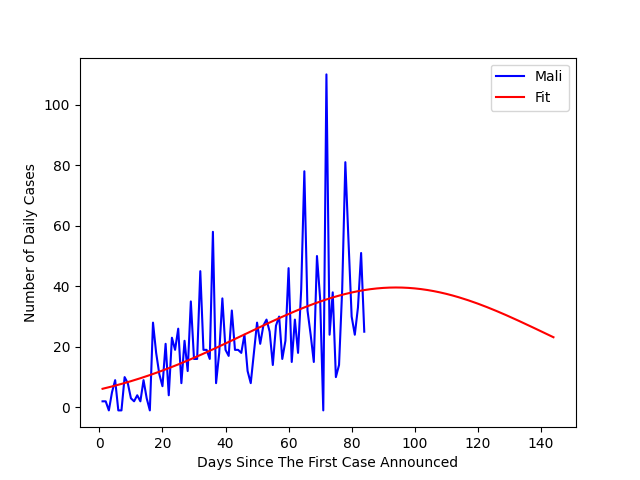 Mali
Fit
100
80
60
40
20
0
Number of Daily Cases
0 20 40 60 80 100 120 140
Days Since The First Case Announced